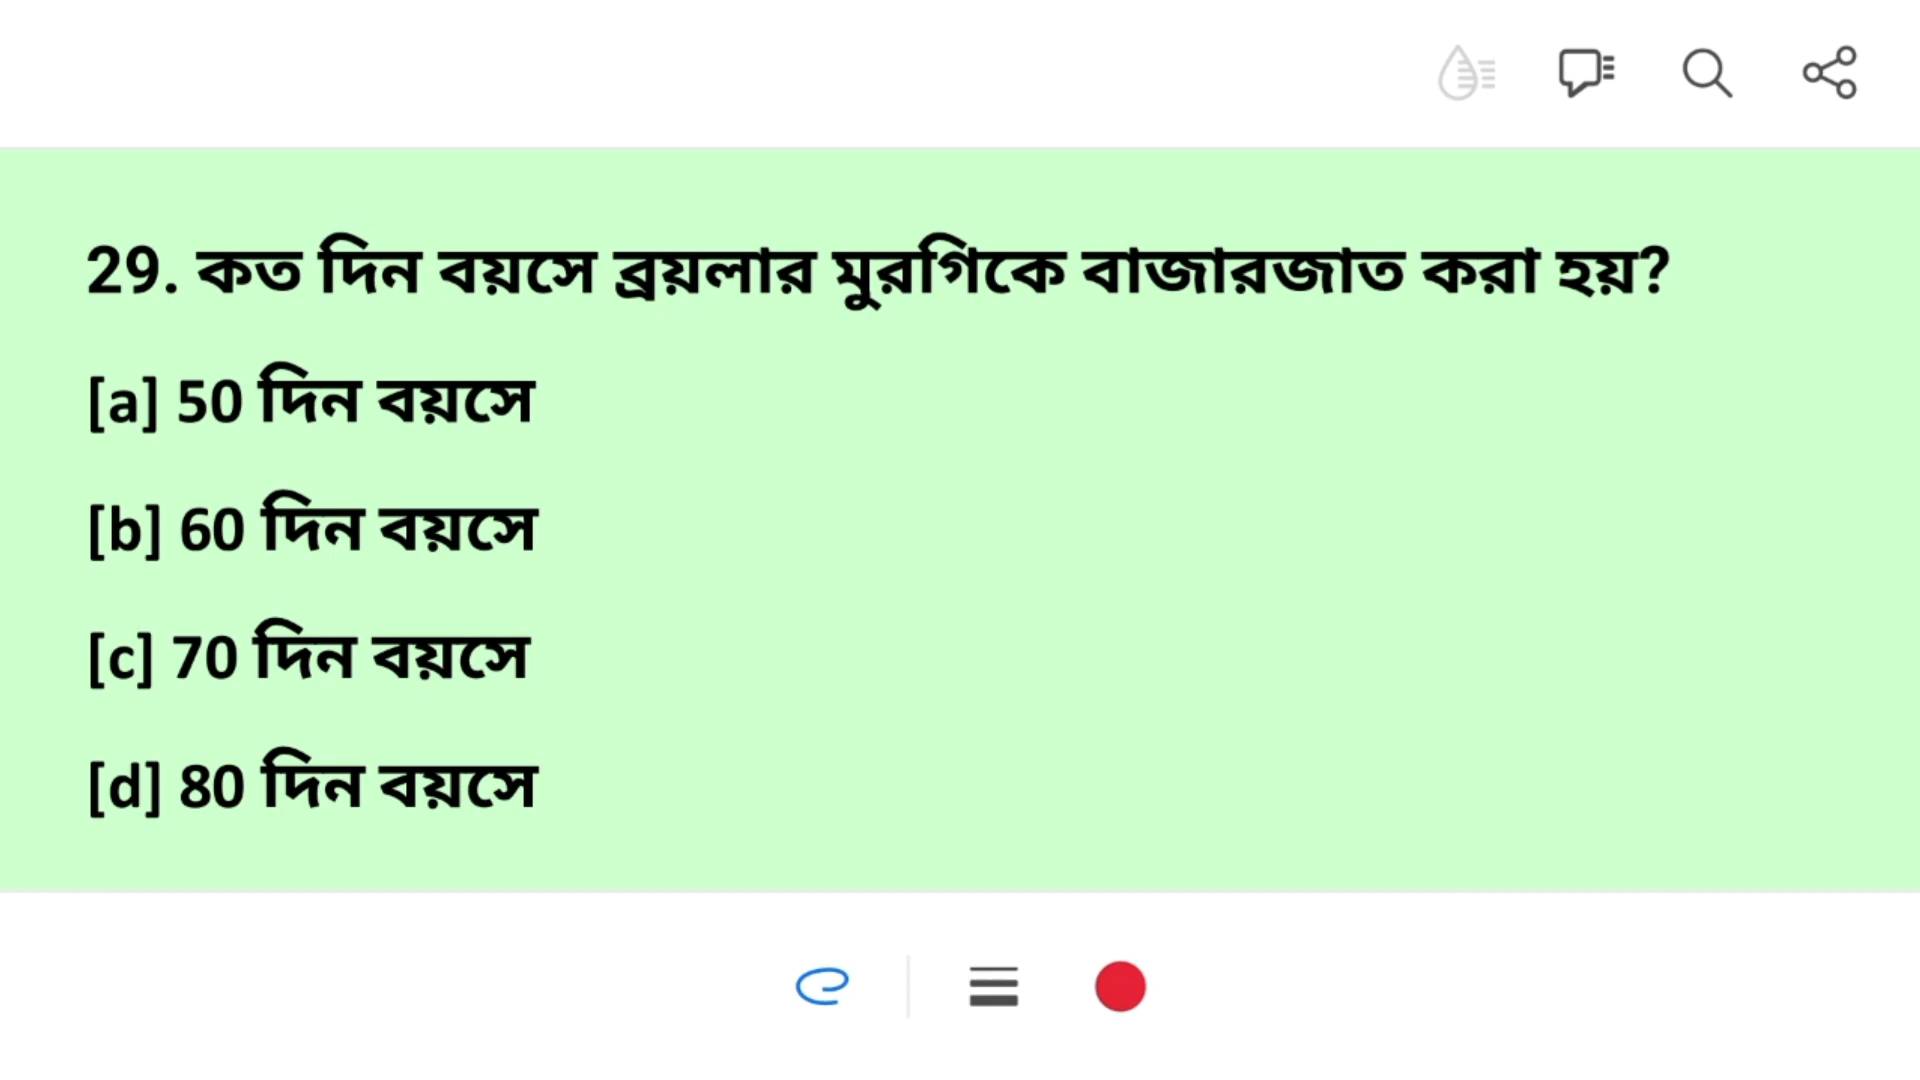 29. কত দিন বয়সে ব্রয়লার মুরগিকে বাজারজাত করা হয়?
[a] 50 দিন বয়সে
[b] 60 দিন বয়সে
[c] 70 দিন বয়সে
[d] 80 দিন বয়সে